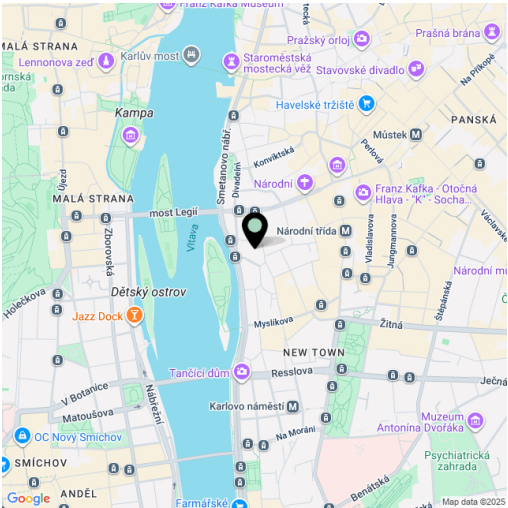 Franz Kafka Museum
Pražský orloj
Prašná brána
MALÁ STRANA
Lennonova zeď
Karlův most
Staroměstská
mostecká věž
Stavovské divadlo
Na Příkopě
Kampa
Havelské tržiště
PANSKÁ
Můstek
Perlová
Konviktská
Smetanovo nábř.
Divadelní
Újezd
Národní
Franz Kafka - Otočná
Hlava - "K" - Socha...
MALÁ STRANA
most Legií
Václavské
Zborovská
Vltava
Národní třída
Vladislavova
Jungmannova
Národní mu
Holečkova
Dětský ostrov
Štěpánská
Jazz Dock
Myslíkova
Žitná
NEW TOWN
Tančící dům
Resslova
Ječná
V Botanice
Nábřežní
Matoušova
Karlovo náměstí
Muzeum
Antonína Dvořáka
OC Nový Smíchov
Na Moráni
Psychiatrická
zahrada
SMÍCHOV
ANDĚL
Benátská
Google
Farmářské
Map data ©2025